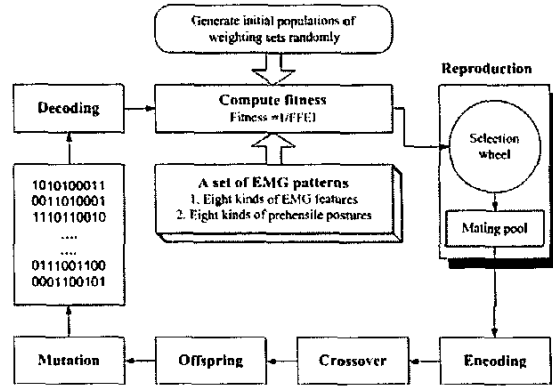 Generate initial populations of
weighting sets randomly
Reproduction
Decoding
Compute fitness
Fitness =1/FFEI
Selection
wheel
A set of EMG patterns
1. Eight kinds of EMG features
2. Eight kinds of prehensile postures
Mating pool
1010100011
0011010001
1110110010
....
....
0111001100
0001100101
Mutation
Offspring
Crossover
Encoding